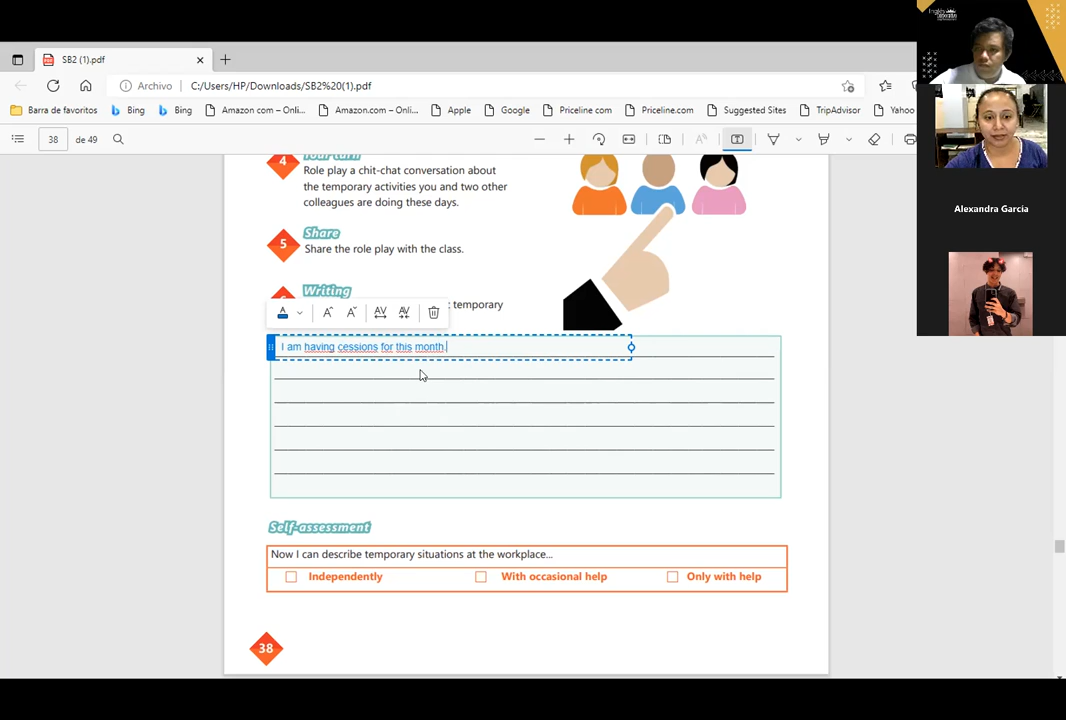 Inglés
SB2 (1).pdf
Archivo
C:/Users/HP/Downloads/SB2%20(1).pdf
Barra de favoritos
Bing
Bing
Amazon com – Onli...
Amazon.com – Onli...
Apple
Google
Priceline com
Priceline.com
Suggested Sites
TripAdvisor
Yahoo
38
de 49
4
Your turn
Role play a chit-chat conversation about
the temporary activities you and two other
colleagues are doing these days.
5
Share
Share the role play with the class.
Writing
temporary
I am having cessions for this month.
Self-assessment
Now I can describe temporary situations at the workplace...
Independently
With occasional help
Only with help
38
Alexandra Garcia